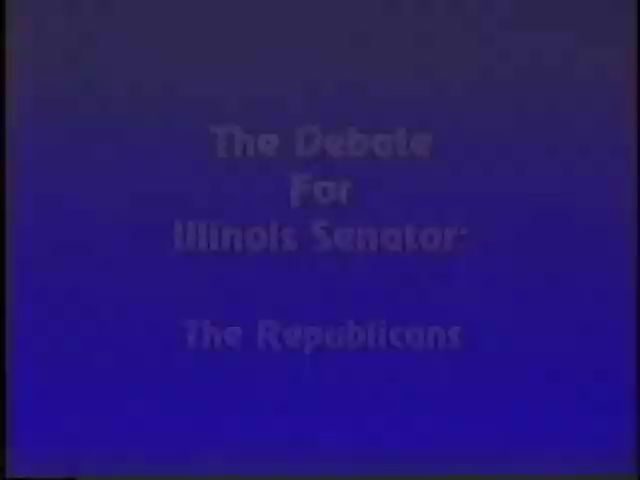 The Debate
For
Illinois Senator:
The Republicans